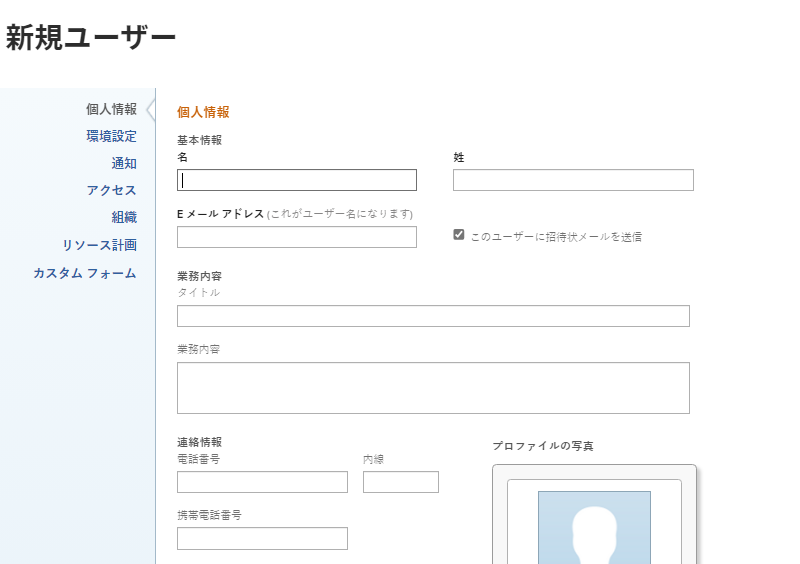 新規ユーザー
個人情報
環境設定
通知
アクセス
組織
リソース計画
カスタム フォーム
個人情報
基本情報
名
姓
E メール アドレス (これがユーザー名になります)
このユーザーに招待状メールを送信
業務内容
タイトル
業務内容
連絡情報
電話番号
内線
携帯電話番号
プロファイルの写真